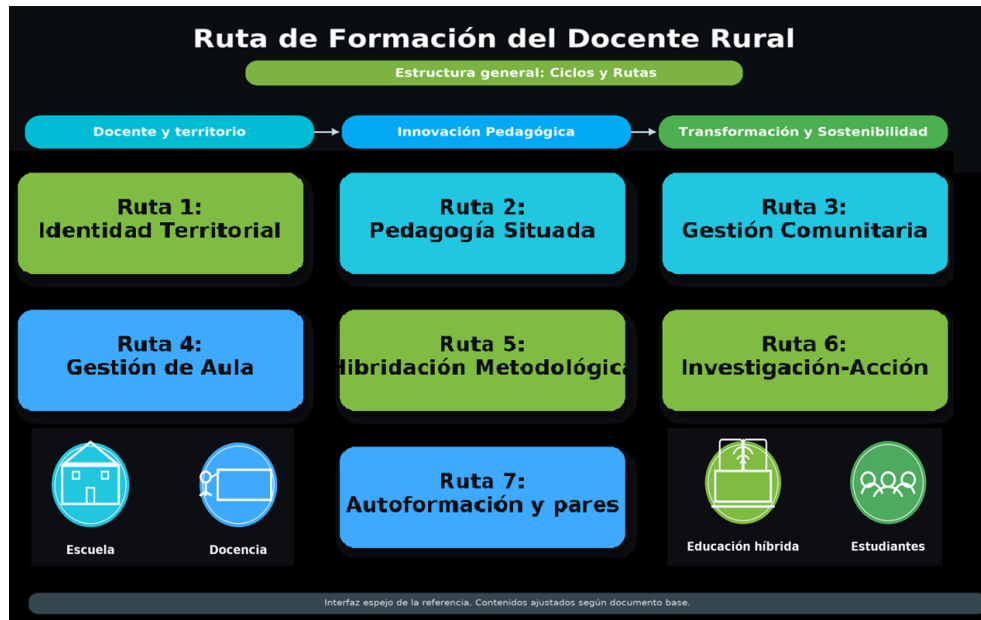 Ruta de Formación del Docente Rural
Estructura general: Ciclos y Rutas
Docente y territorio
Innovación Pedagógica
Transformación y Sostenibilidad
Ruta 1:
Identidad Territorial
Ruta 2:
Pedagogía Situada
Ruta 3:
Gestión Comunitaria
Ruta 4:
Gestión de Aula
Ruta 5:
Hibridación Metodológica
Ruta 6:
Investigación-Acción
Escuela
Docencia
Ruta 7:
Autoformación y pares
Educación híbrida
Estudiantes
Interfaz espejo de la referencia. Contenidos ajustados según documento base.